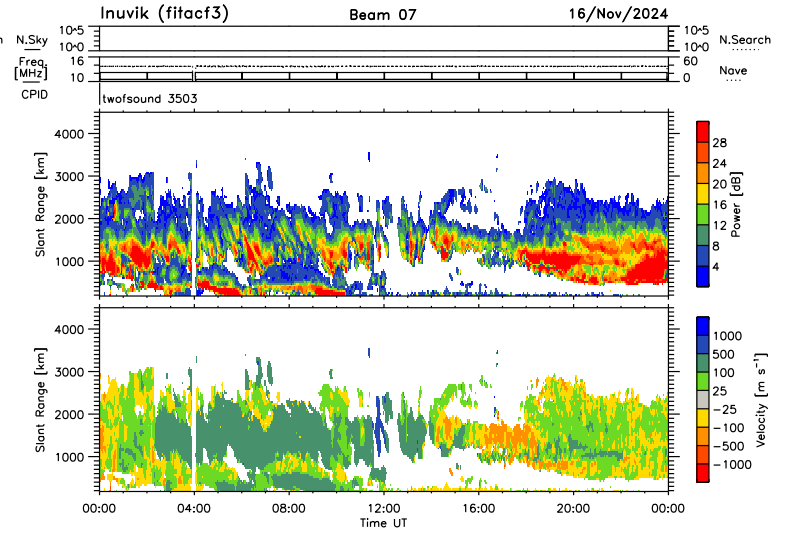 Inuvik (fitacf3) Beam 07 16/Nov/2024
h N.Sky 10^5 10^5 N.Search
10^0 10^0
Freq. 16 60
[MHz] 10 0 Nave
CPID twofsound 3503
4000
3000
2000
1000
Slant Range [km]
28
24
20
16
12
8
4
Power [dB]
4000
3000
2000
1000
Slant Range [km]
1000
500
100
25
-25
-100
-500
-1000
Velocity [m s⁻¹]
00:00 04:00 08:00 12:00 16:00 20:00 00:00
Time UT